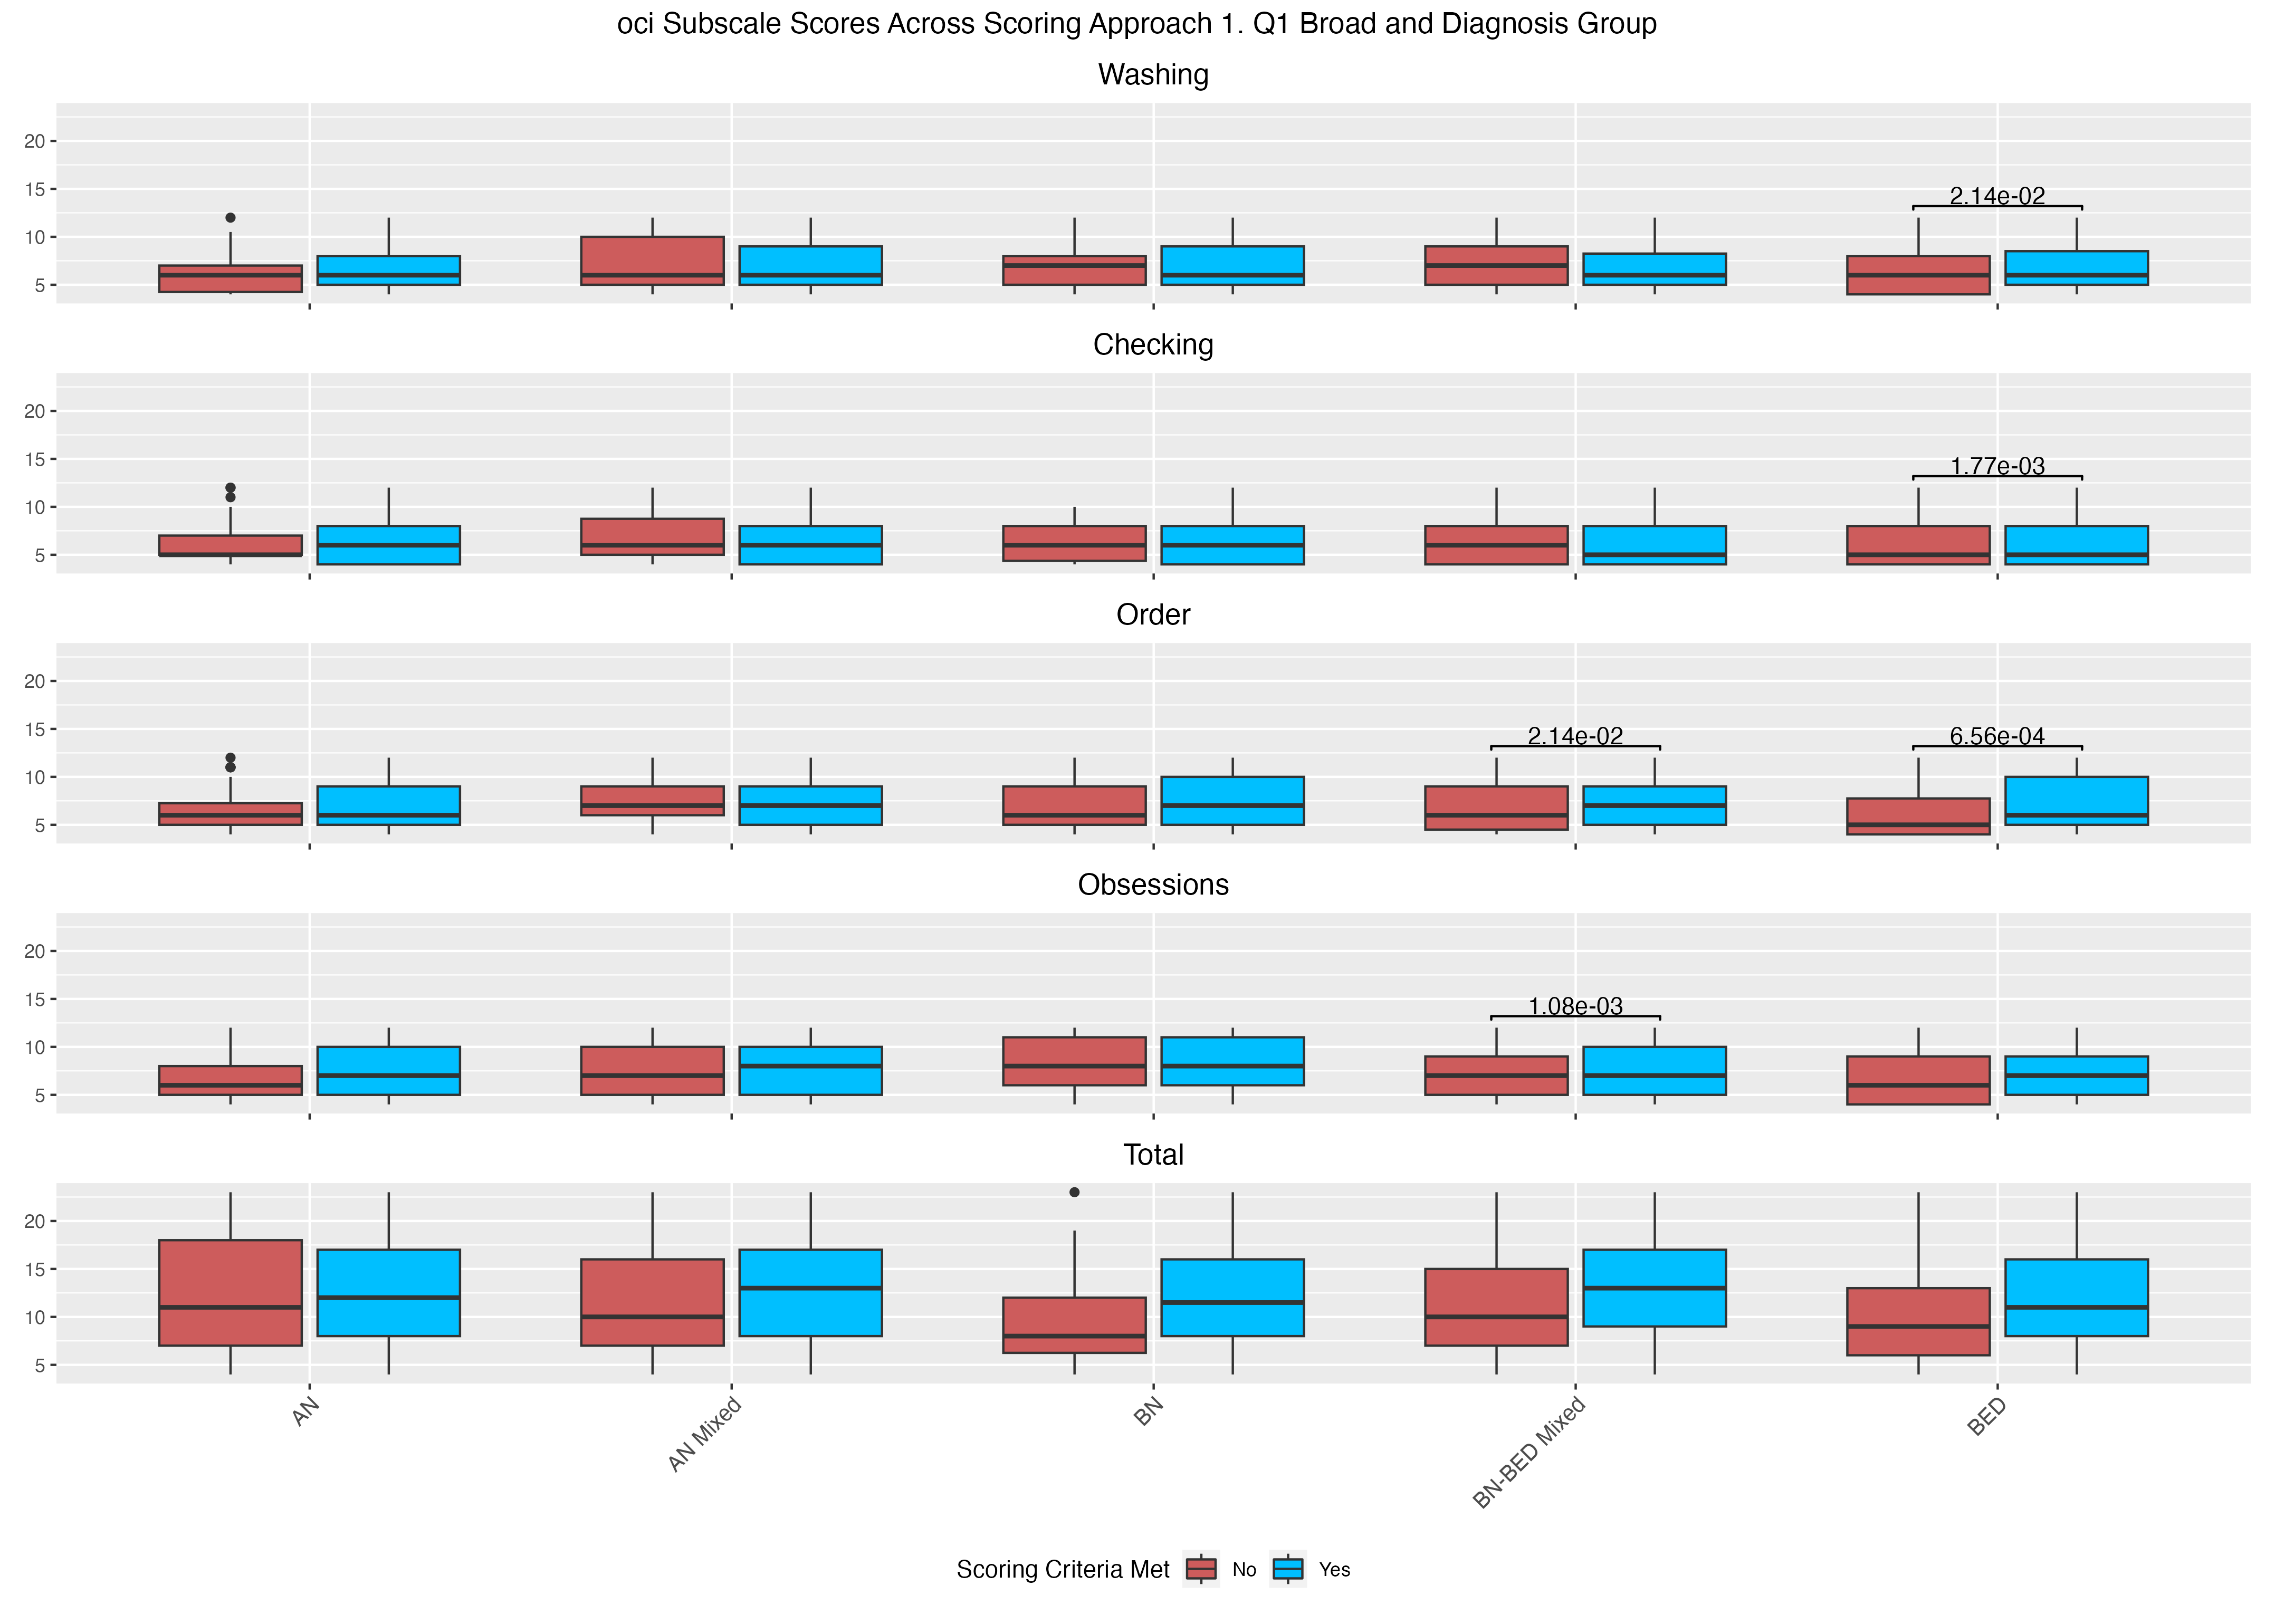 oci Subscale Scores Across Scoring Approach 1. Q1 Broad and Diagnosis Group
Washing
20
15
10
5
2.14e-02
Checking
20
15
10
5
1.77e-03
Order
20
15
10
5
2.14e-02
6.56e-04
Obsessions
20
15
10
5
1.08e-03
Total
20
15
10
5
AN
AN Mixed
BN
BN-BED Mixed
BED
Scoring Criteria Met No Yes